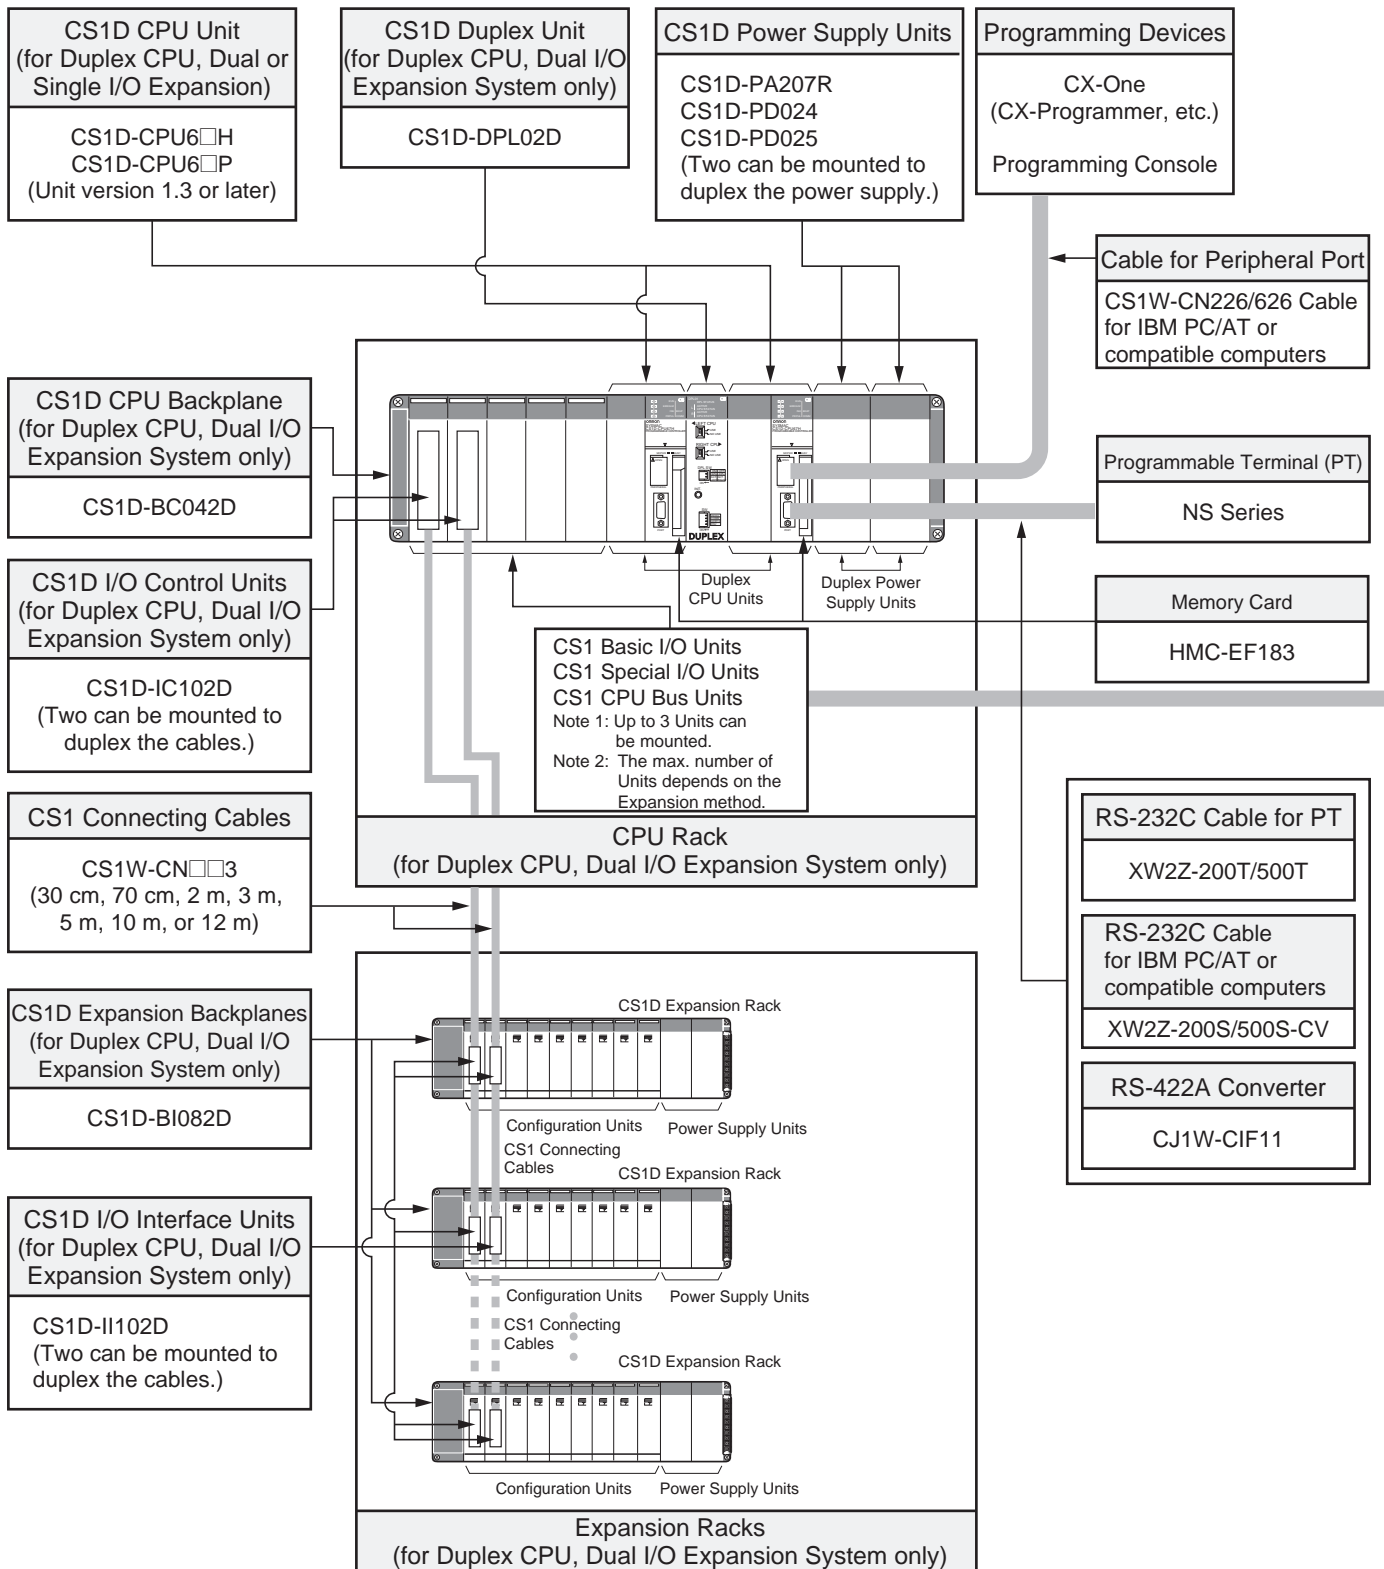 CS1D CPU Unit
(for Duplex CPU, Dual or
Single I/O Expansion)
CS1D-CPU6□H
CS1D-CPU6□P
(Unit version 1.3 or later)
CS1D Duplex Unit
(for Duplex CPU, Dual I/O
Expansion System only)
CS1D-DPL02D
CS1D Power Supply Units
CS1D-PA207R
CS1D-PD024
CS1D-PD025
(Two can be mounted to
duplex the power supply.)
Programming Devices
CX-One
(CX-Programmer, etc.)
Programming Console
Cable for Peripheral Port
CS1W-CN226/626 Cable
for IBM PC/AT or
compatible computers
CS1D CPU Backplane
(for Duplex CPU, Dual I/O
Expansion System only)
CS1D-BC042D
LEFT CPU
RIGHT CPU
DUPLEX
Programmable Terminal (PT)
NS Series
CS1D I/O Control Units
(for Duplex CPU, Dual I/O
Expansion System only)
CS1D-IC102D
(Two can be mounted to
duplex the cables.)
Duplex
CPU Units
Duplex Power
Supply Units
Memory Card
HMC-EF183
CS1 Basic I/O Units
CS1 Special I/O Units
CS1 CPU Bus Units
Note 1: Up to 3 Units can
be mounted.
Note 2: The max. number of
Units depends on the
Expansion method.
CPU Rack
(for Duplex CPU, Dual I/O Expansion System only)
CS1 Connecting Cables
CS1W-CN□□3
(30 cm, 70 cm, 2 m, 3 m,
5 m, 10 m, or 12 m)
RS-232C Cable for PT
XW2Z-200T/500T
RS-232C Cable
for IBM PC/AT or
compatible computers
XW2Z-200S/500S-CV
RS-422A Converter
CJ1W-CIF11
CS1D Expansion Backplanes
(for Duplex CPU, Dual I/O
Expansion System only)
CS1D-BI082D
CS1D Expansion Rack
Configuration Units
Power Supply Units
CS1 Connecting
Cables
CS1D Expansion Rack
CS1D I/O Interface Units
(for Duplex CPU, Dual I/O
Expansion System only)
CS1D-II102D
(Two can be mounted to
duplex the cables.)
Configuration Units
Power Supply Units
CS1 Connecting
Cables
CS1D Expansion Rack
Configuration Units
Power Supply Units
Expansion Racks
(for Duplex CPU, Dual I/O Expansion System only)